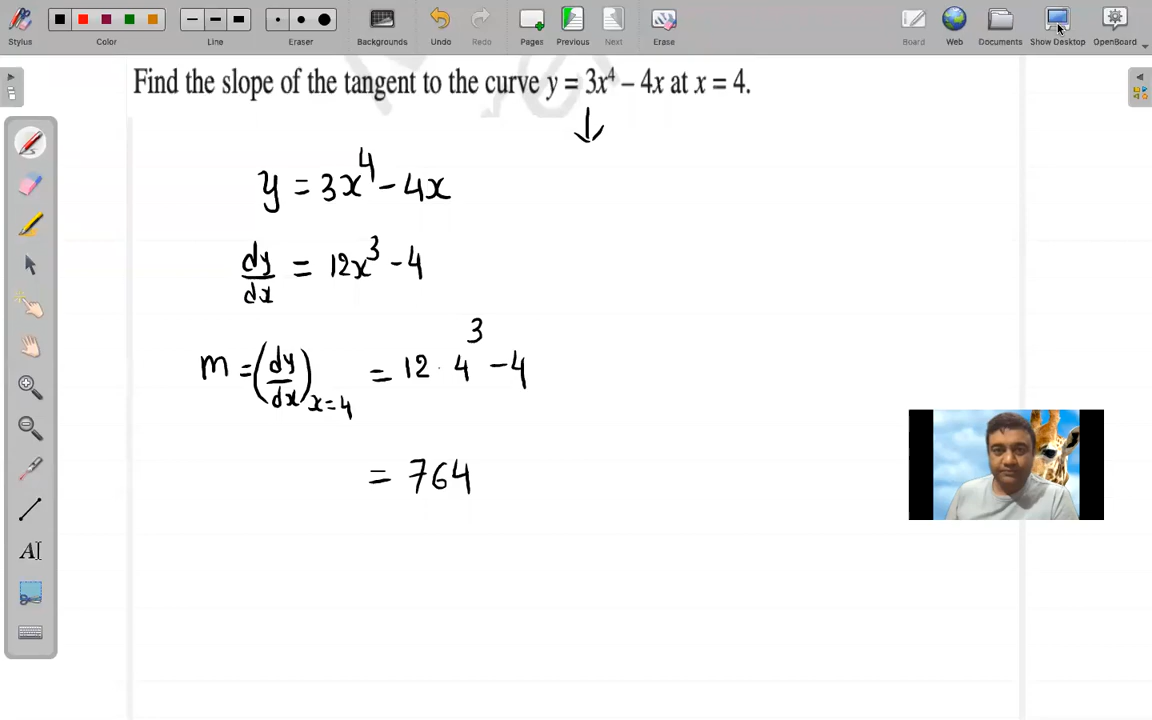 Stylus Color Line Eraser Backgrounds Undo Redo Pages Previous Next Erase Board Web Documents Show Desktop OpenBoard
Find the slope of the tangent to the curve y = 3x⁴ – 4x at x = 4.
↓
y = 3x⁴ - 4x
dy/dx = 12x³ - 4
m = (dy/dx)ₓ₌₄ = 12 · 4³ - 4
= 764